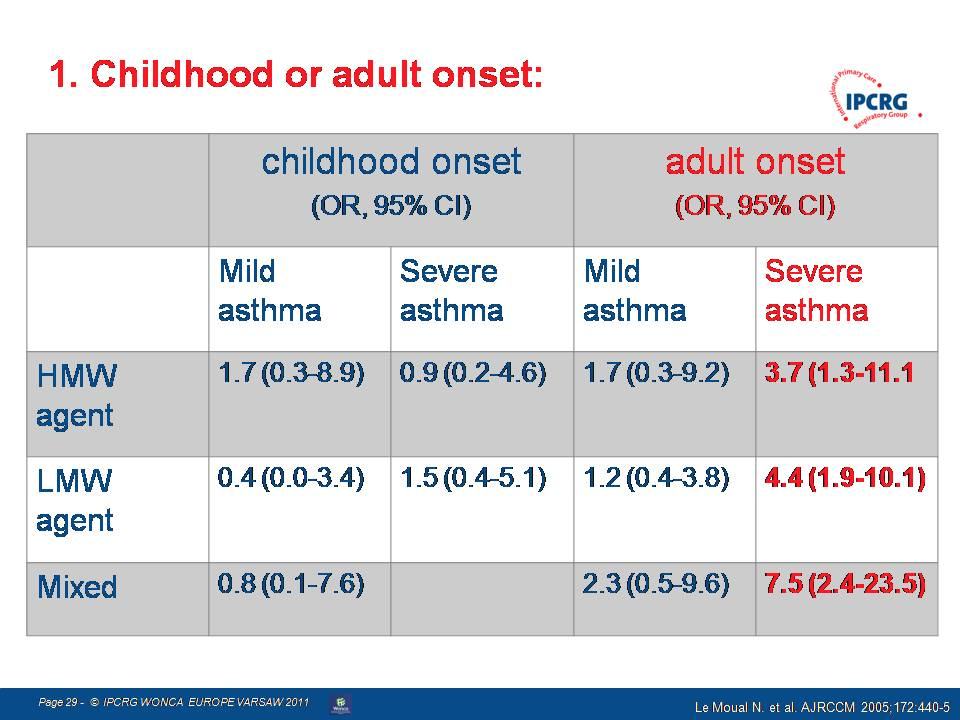 1. Childhood or adult onset:
International Primary Care
IPCRG
Respiratory Group
childhood onset
(OR, 95% CI)
adult onset
(OR, 95% CI)
Mild
asthma
Severe
asthma
Mild
asthma
Severe
asthma
HMW
agent
1.7 (0.3-8.9)
0.9 (0.2-4.6)
1.7 (0.3-9.2)
3.7 (1.3-11.1
LMW
agent
0.4 (0.0-3.4)
1.5 (0.4-5.1)
1.2 (0.4-3.8)
4.4 (1.9-10.1)
Mixed
0.8 (0.1-7.6)
2.3 (0.5-9.6)
7.5 (2.4-23.5)
Page 29 - © IPCRG WONCA EUROPE VARSAW 2011
Wonca
Le Moual N. et al. AJRCCM 2005;172:440-5